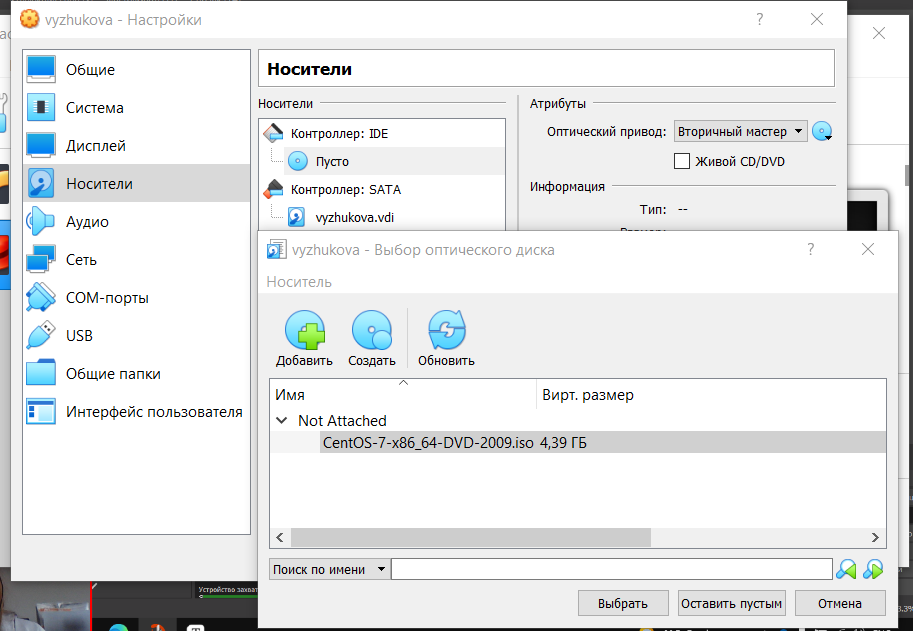 vyzhukova - Настройки
?
Общие
Система
Дисплей
Носители
Аудио
Сеть
COM-порты
USB
Общие папки
Интерфейс пользователя
Носители
Носители
Контроллер: IDE
Пусто
Контроллер: SATA
vyzhukova.vdi
Атрибуты
Оптический привод: Вторичный мастер
Живой CD/DVD
Информация
Тип: --
vyzhukova - Выбор оптического диска
?
Носитель
Добавить Создать Обновить
Имя Вирт. размер
Not Attached
CentOS-7-x86_64-DVD-2009.iso 4,39 ГБ
Поиск по имени
Выбрать Оставить пустым Отмена
Устройство захват